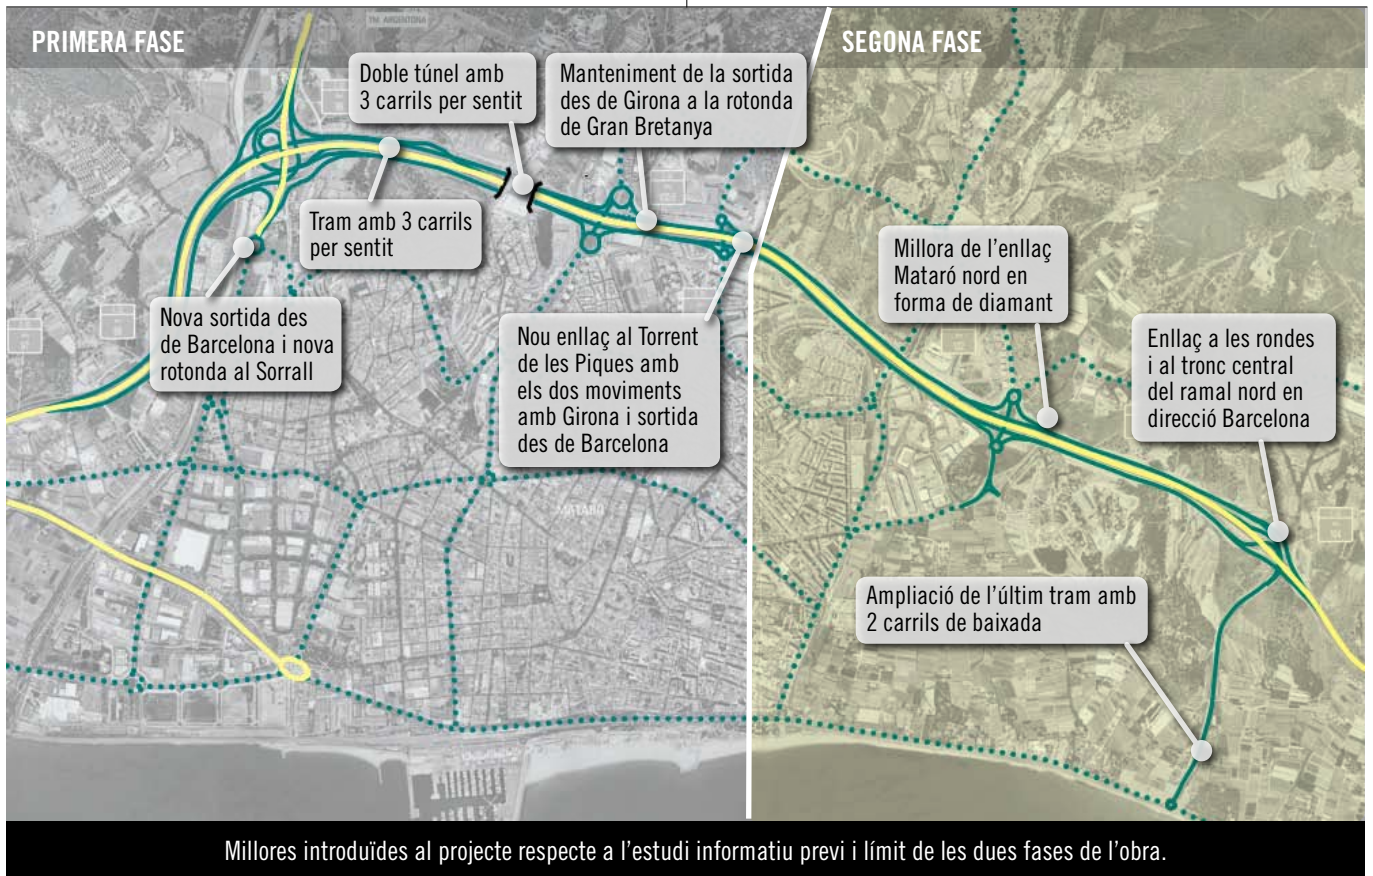 PRIMERA FASE
SEGONA FASE
Doble túnel amb
3 carrils per sentit
Manteniment de la sortida
des de Girona a la rotonda
de Gran Bretanya
Tram amb 3 carrils
per sentit
Millora de l’enllaç
Mataró nord en
forma de diamant
Nova sortida des
de Barcelona i nova
rotonda al Sorrall
Nou enllaç al Torrent
de les Piques amb
els dos moviments
amb Girona i sortida
des de Barcelona
Enllaç a les rondes
i al tronc central
del ramal nord en
direcció Barcelona
MATARÓ
Ampliació de l’últim tram amb
2 carrils de baixada
Millores introduïdes al projecte respecte a l’estudi informatiu previ i límit de les dues fases de l’obra.